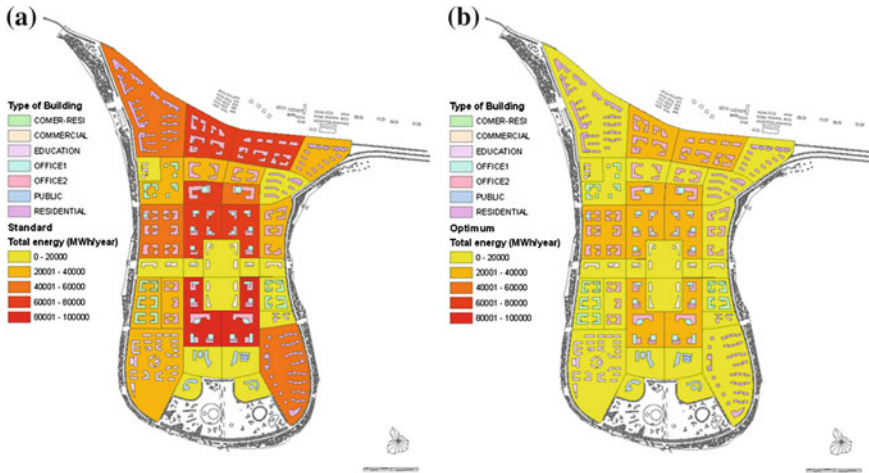 (a)
Type of Building
COMER-RESI
COMMERCIAL
EDUCATION
OFFICE1
OFFICE2
PUBLIC
RESIDENTIAL
Standard
Total energy (MWh/year)
0 - 20000
20001 - 40000
40001 - 60000
60001 - 80000
80001 - 100000
(b)
Type of Building
COMER-RESI
COMMERCIAL
EDUCATION
OFFICE1
OFFICE2
PUBLIC
RESIDENTIAL
Optimum
Total energy (MWh/year)
0 - 20000
20001 - 40000
40001 - 60000
60001 - 80000
80001 - 100000